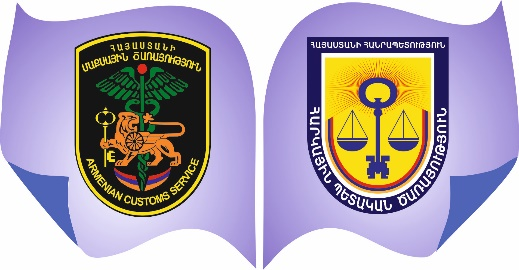 ՀԱՅԱՍՏԱՆԻ
ՄԱՔՍԱՅԻՆ ԾԱՌԱՅՈՒԹՅՈՒՆ
ARMENIAN CUSTOMS SERVICE
ՀԱՅԱՍՏԱՆԻ ՀԱՆՐԱՊԵՏՈՒԹՅՈՒՆ
ՀԱՐԿԱՅԻՆ ՊԵՏԱԿԱՆ ԾԱՌԱՅՈՒԹՅՈՒՆ